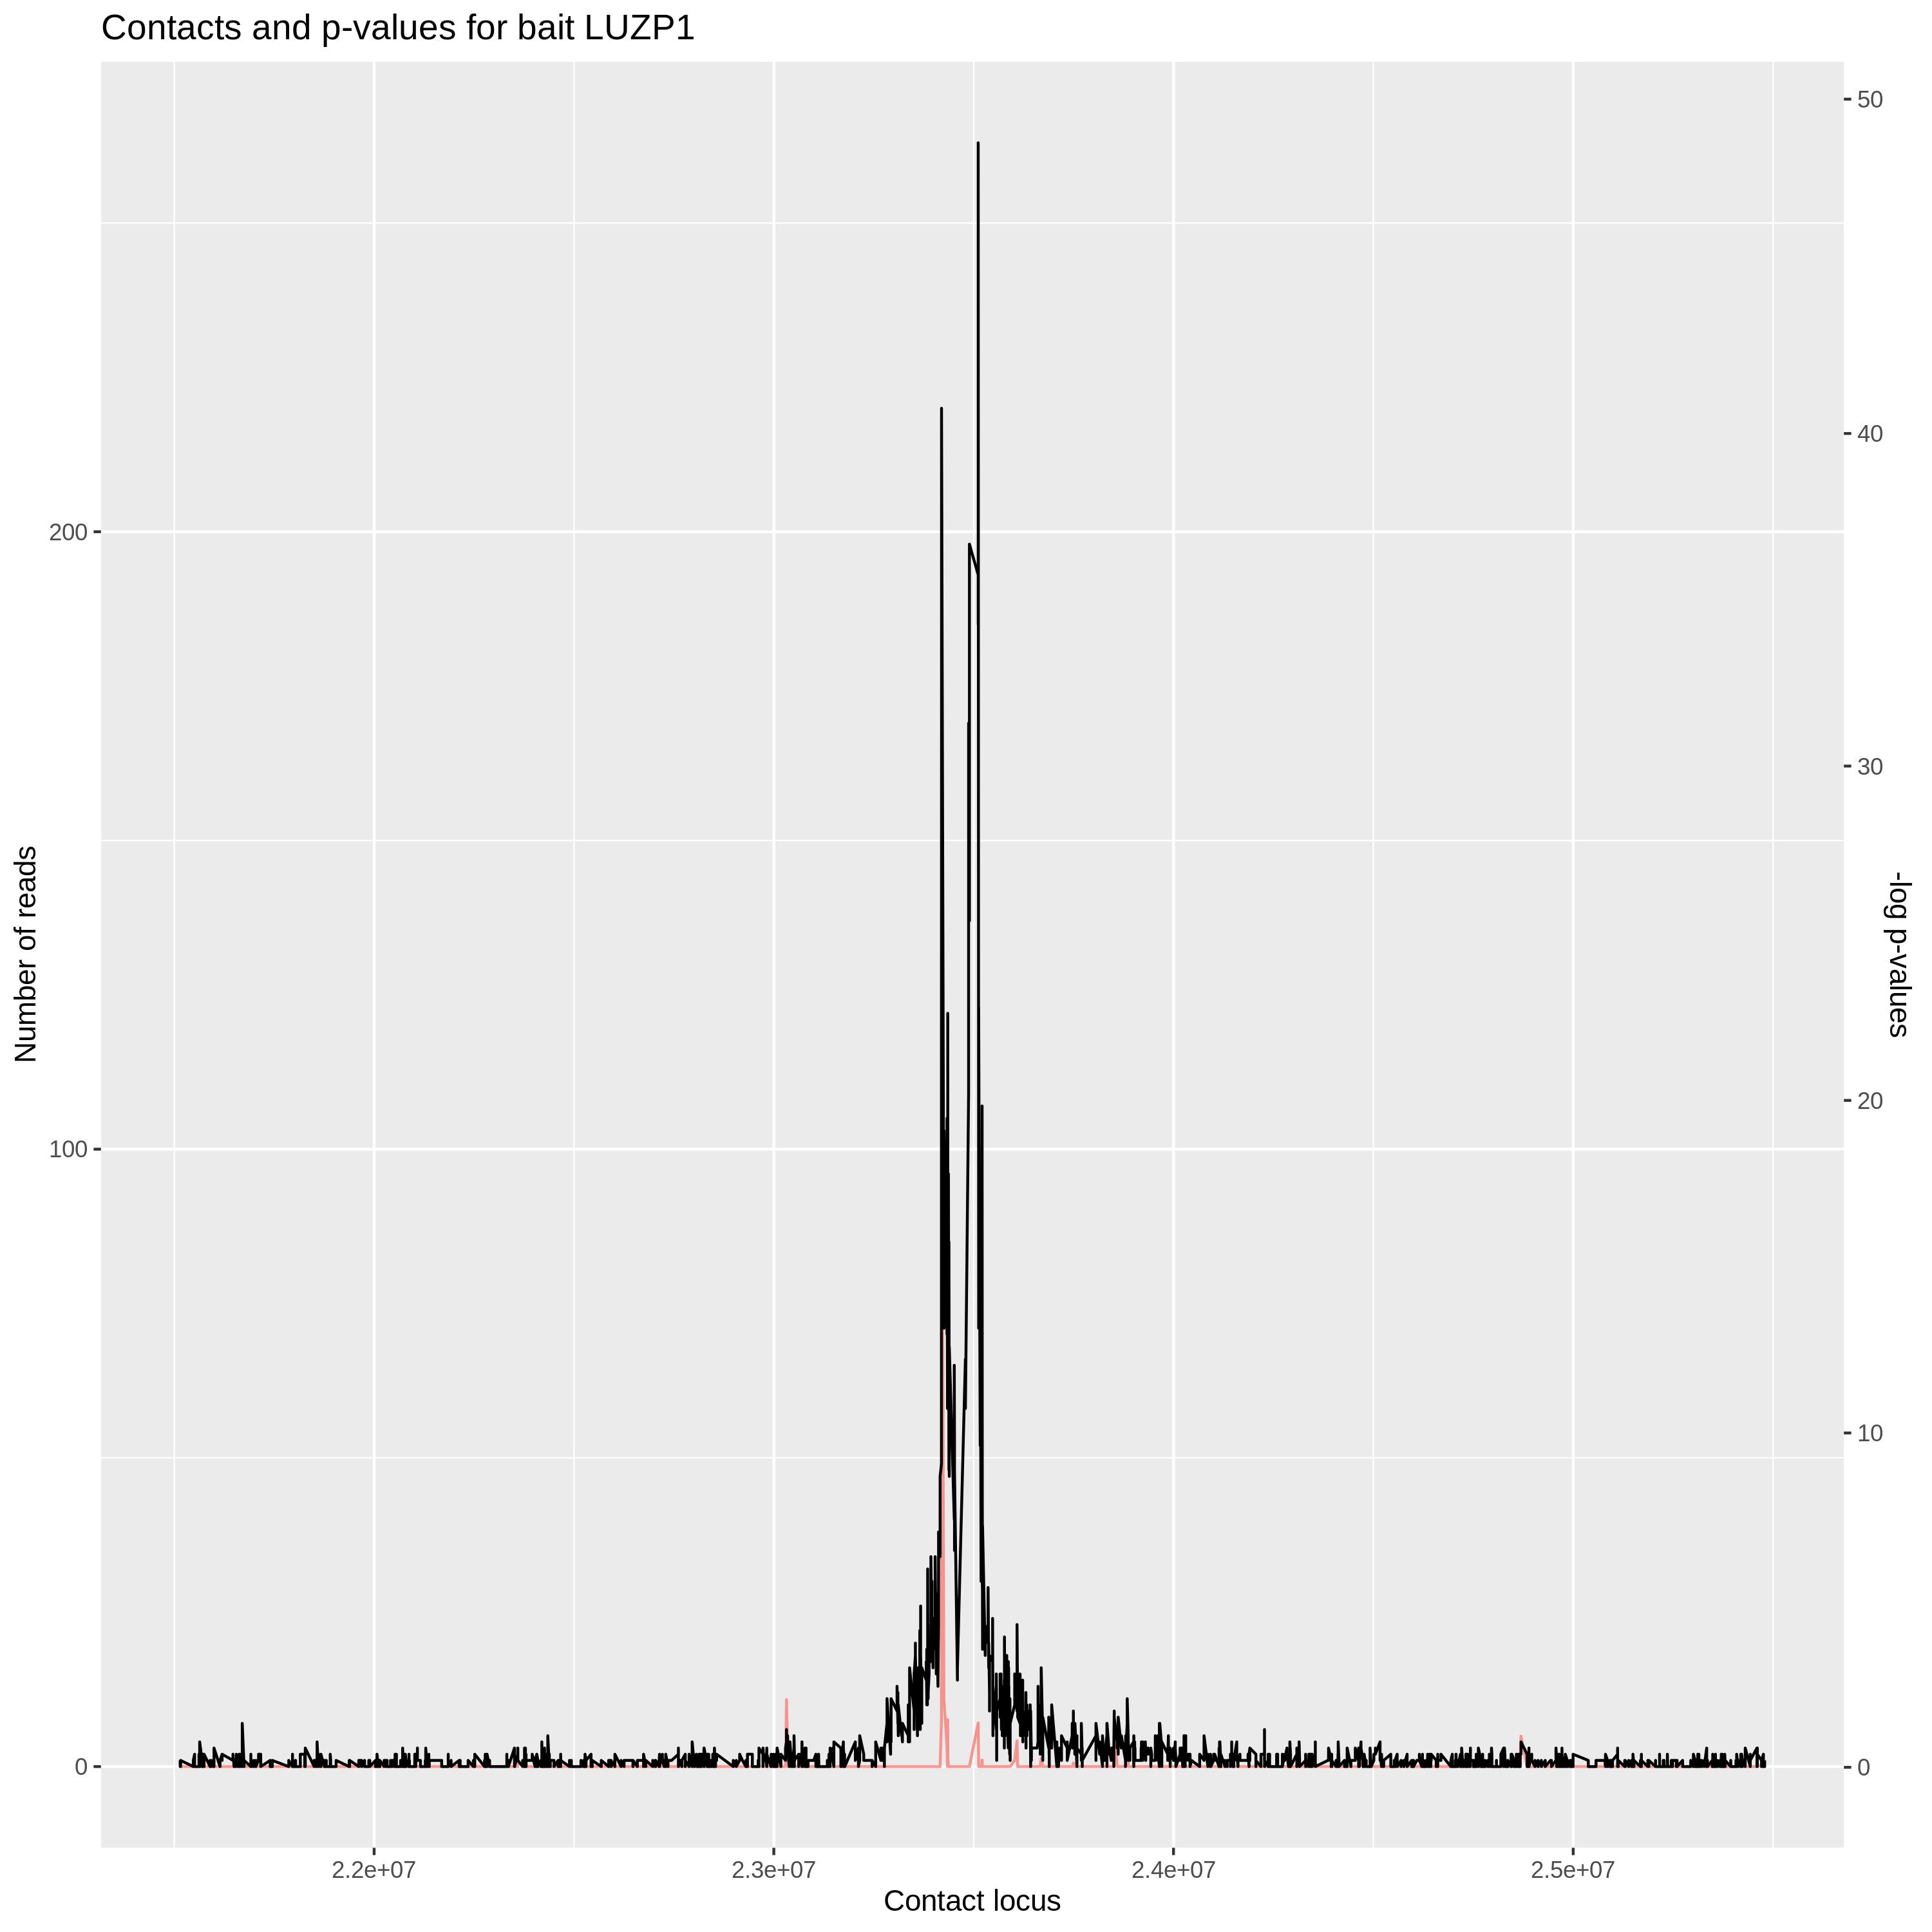 Contacts and p-values for bait LUZP1
50
40
200
30
Number of reads
-log p-values
20
100
10
0
0
2.2e+07
2.3e+07
2.4e+07
2.5e+07
Contact locus